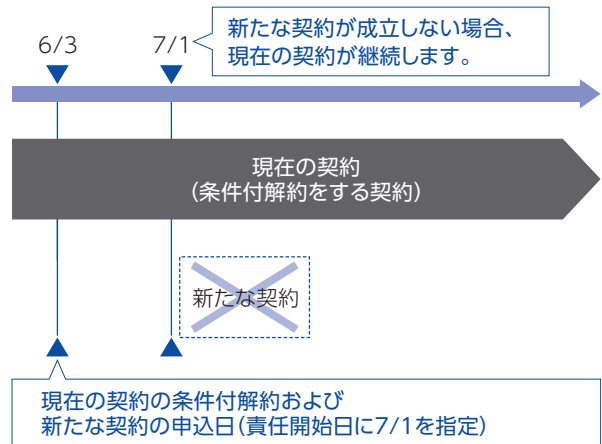 6/3
7/1
新たな契約が成立しない場合、
現在の契約が継続します。
現在の契約
(条件付解約をする契約)
新たな契約
現在の契約の条件付解約および
新たな契約の申込日(責任開始日に7/1を指定)